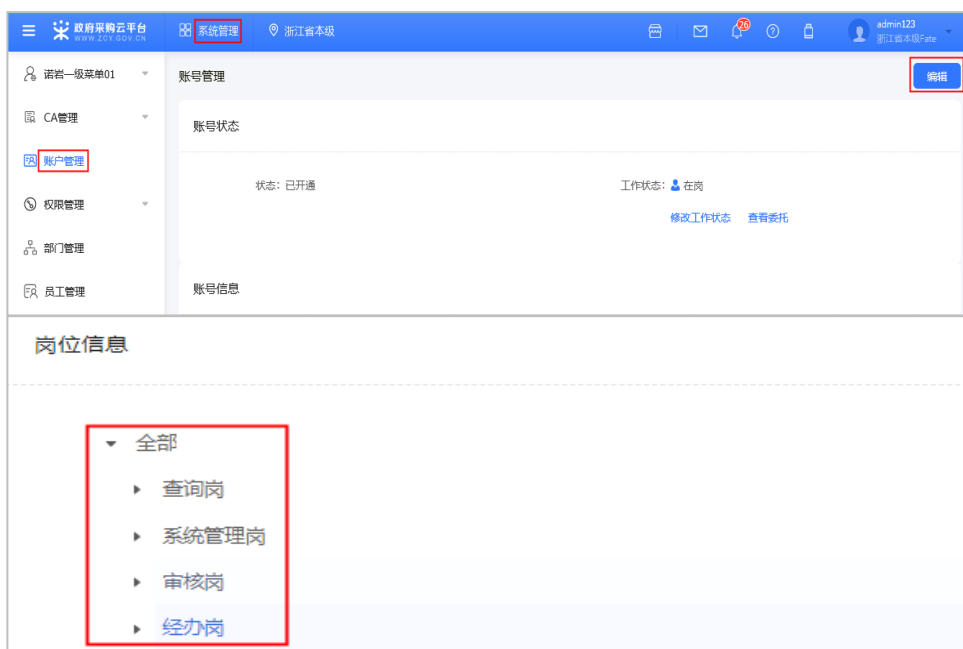 政府采购云平台
WWW.ZCY.GOV.CN
系统管理
浙江省本级
26
admin123
浙江省本级Fate
诺岩一级菜单01
账号管理
编辑
CA管理
账号状态
账户管理
状态: 已开通
工作状态: 在岗
权限管理
修改工作状态 查看委托
部门管理
员工管理
账号信息
岗位信息
全部
查询岗
系统管理岗
审核岗
经办岗